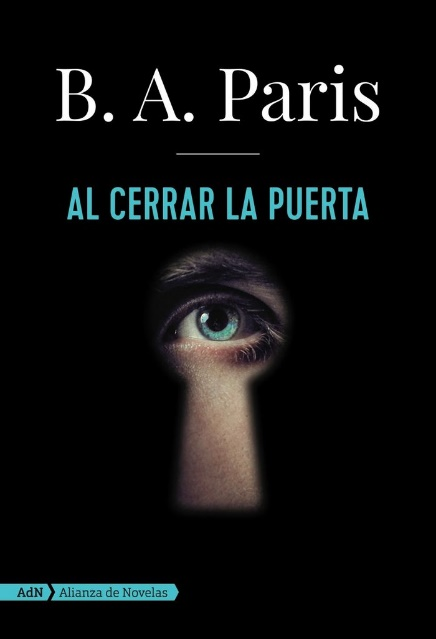 B. A. Paris
AL CERRAR LA PUERTA
AdN Alianza de Novelas